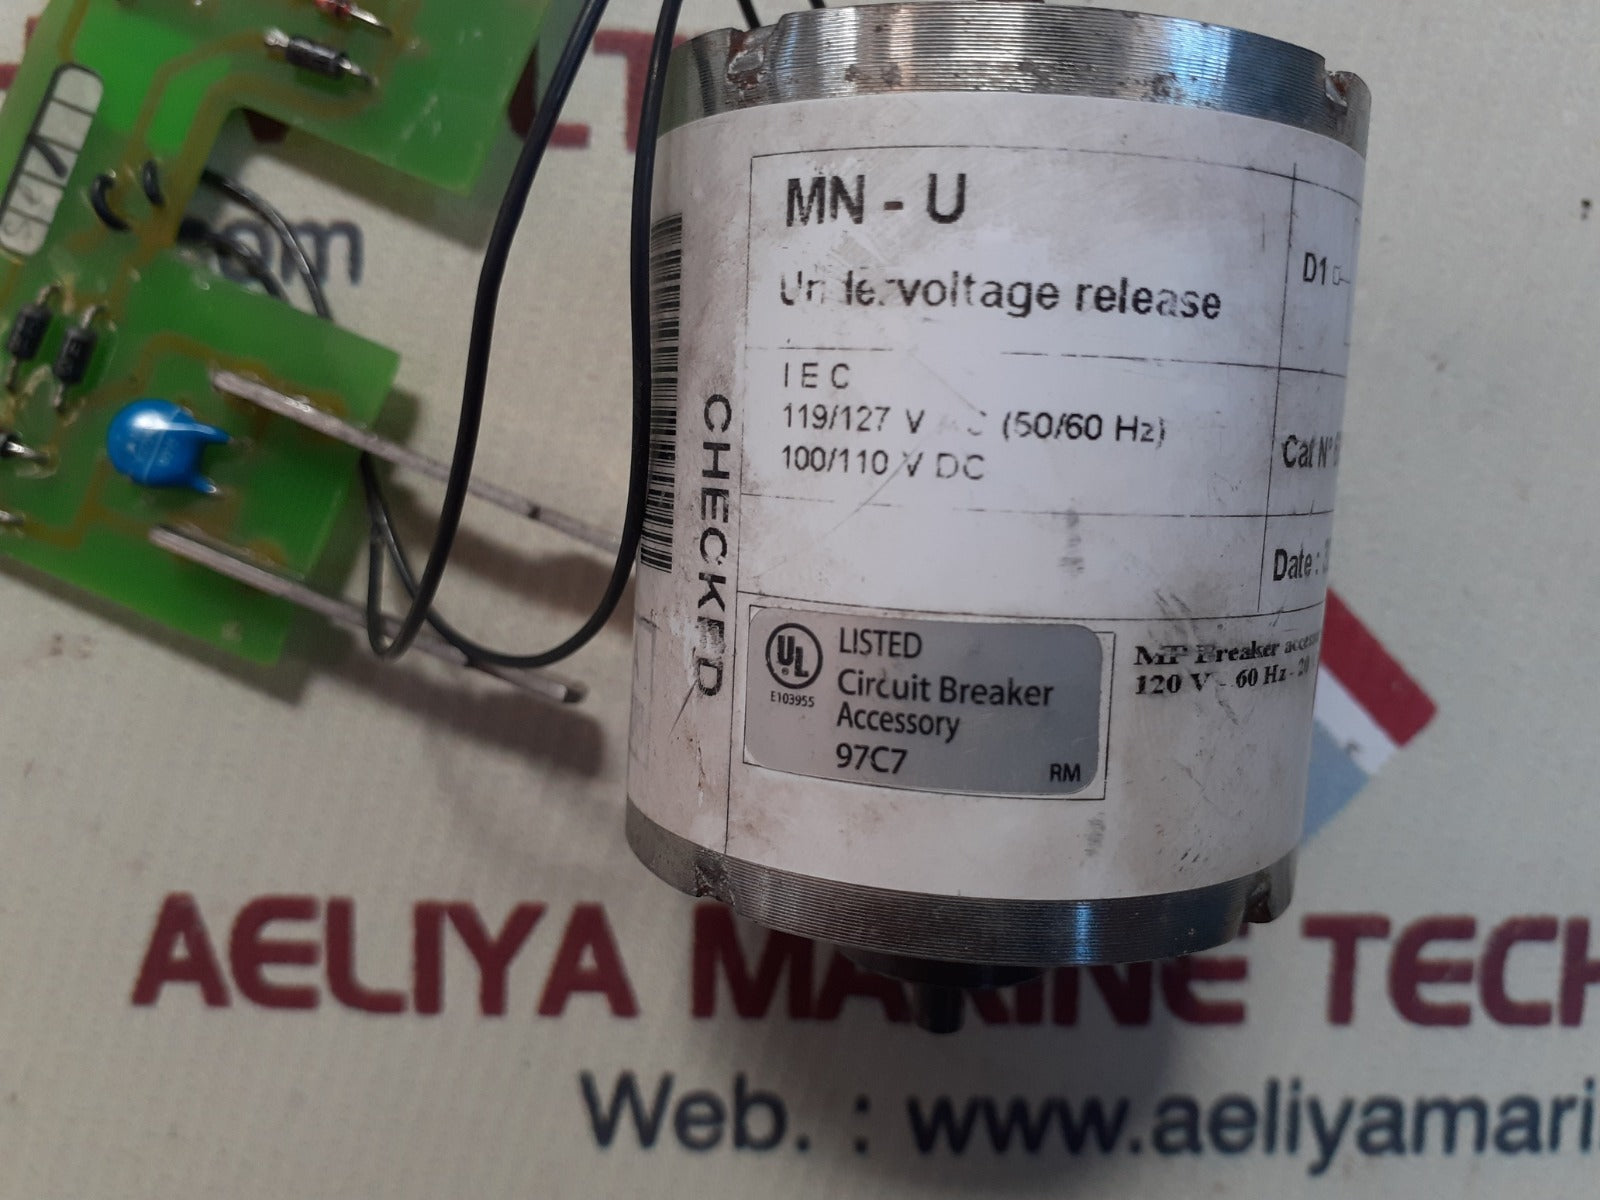 MN - U
Undervoltage release
D1
IEC
119/127 V AC (50/60 Hz)
100/110 V DC
Cat N°
Date :
CHECKED
UL
E103955
LISTED
Circuit Breaker
Accessory
97C7
RM
MP Breaker
120 V - 60 Hz - 20
AELIYA MARINE TECH
Web. : www.aeliyamari